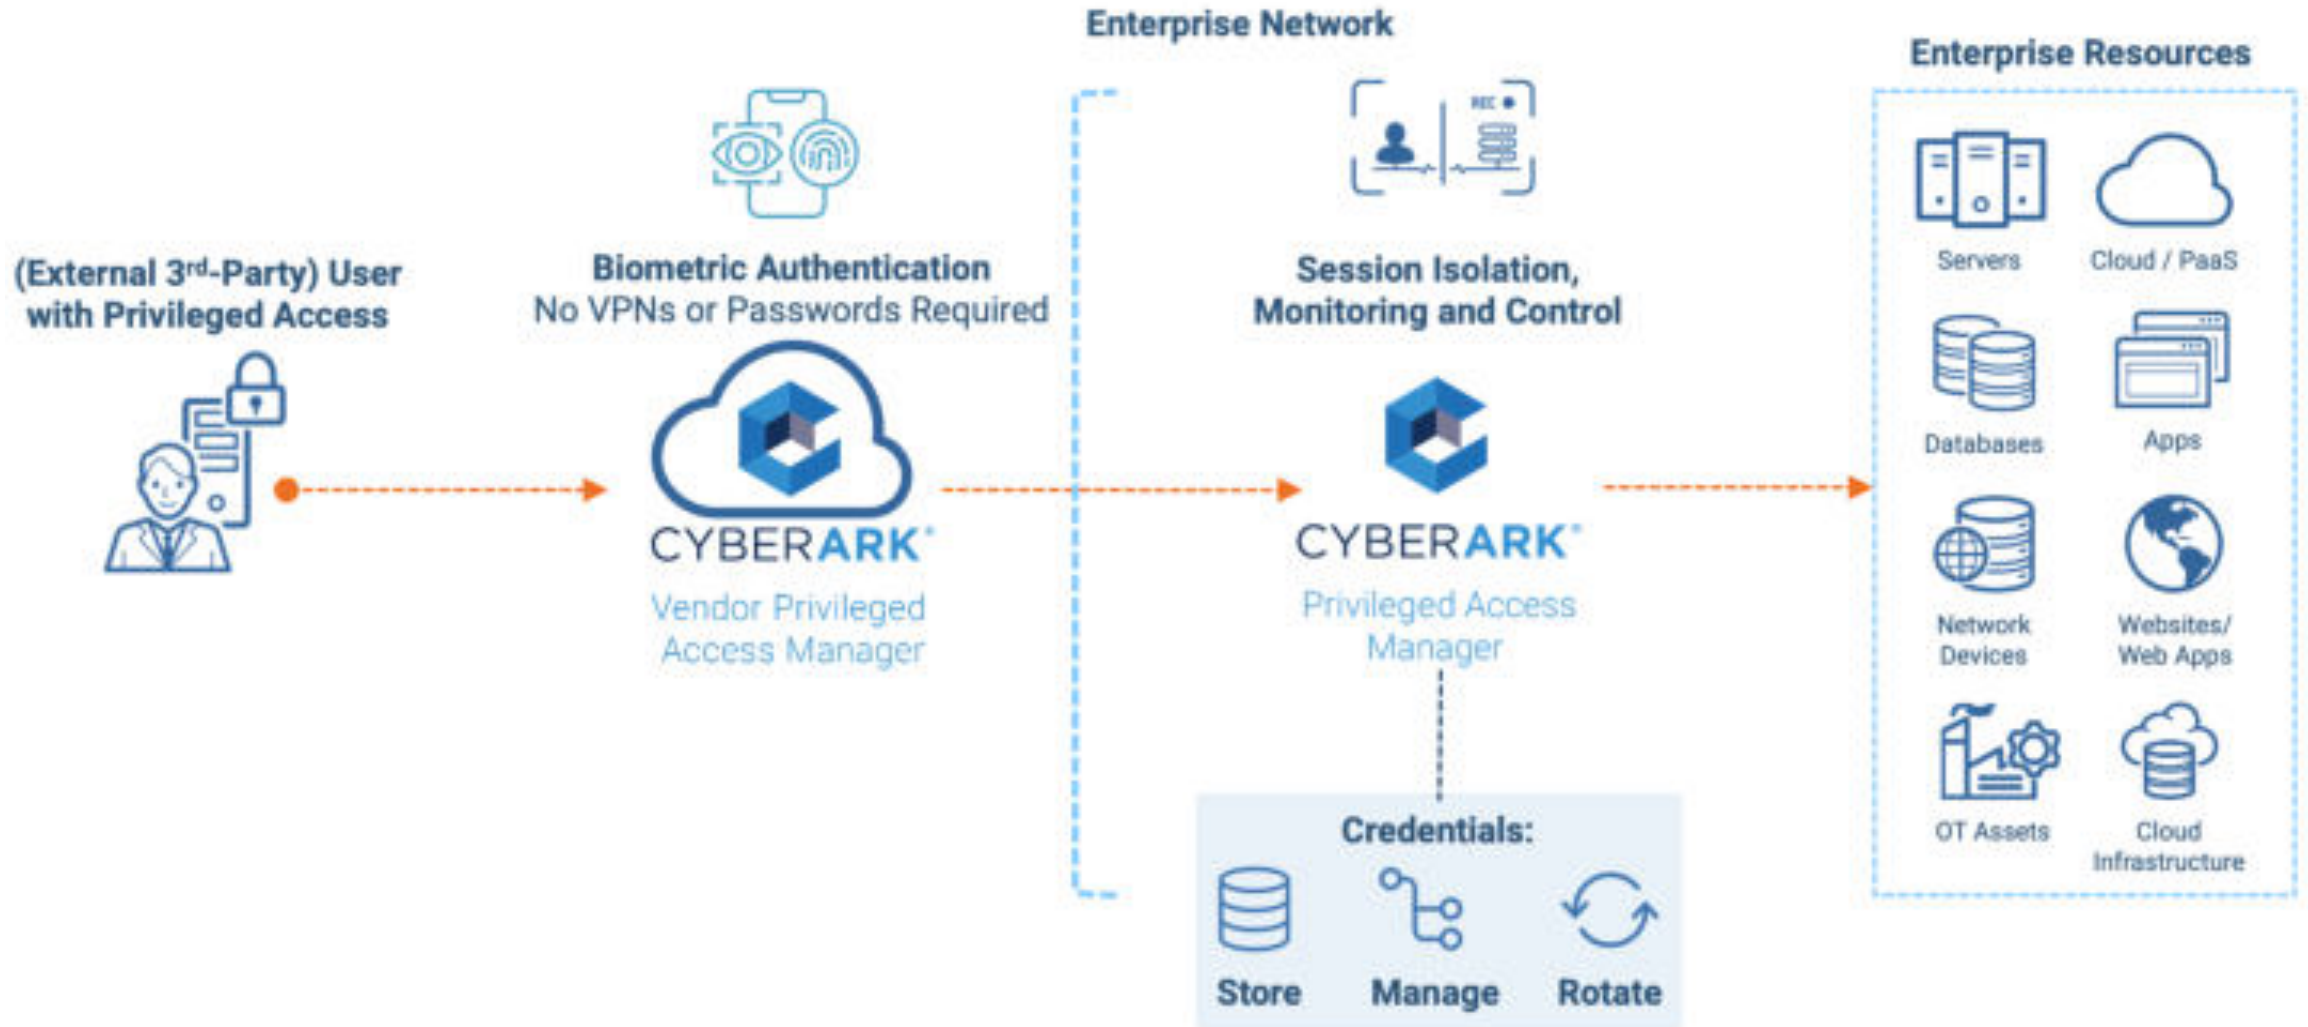 Enterprise Network
Enterprise Resources
(External 3rd-Party) User
with Privileged Access
Biometric Authentication
No VPNs or Passwords Required
CYBERARK®
Vendor Privileged
Access Manager
REC
Session Isolation,
Monitoring and Control
CYBERARK®
Privileged Access
Manager
Credentials:
Store
Manage
Rotate
Servers
Cloud / PaaS
Databases
Apps
Network
Devices
Websites/
Web Apps
OT Assets
Cloud
Infrastructure